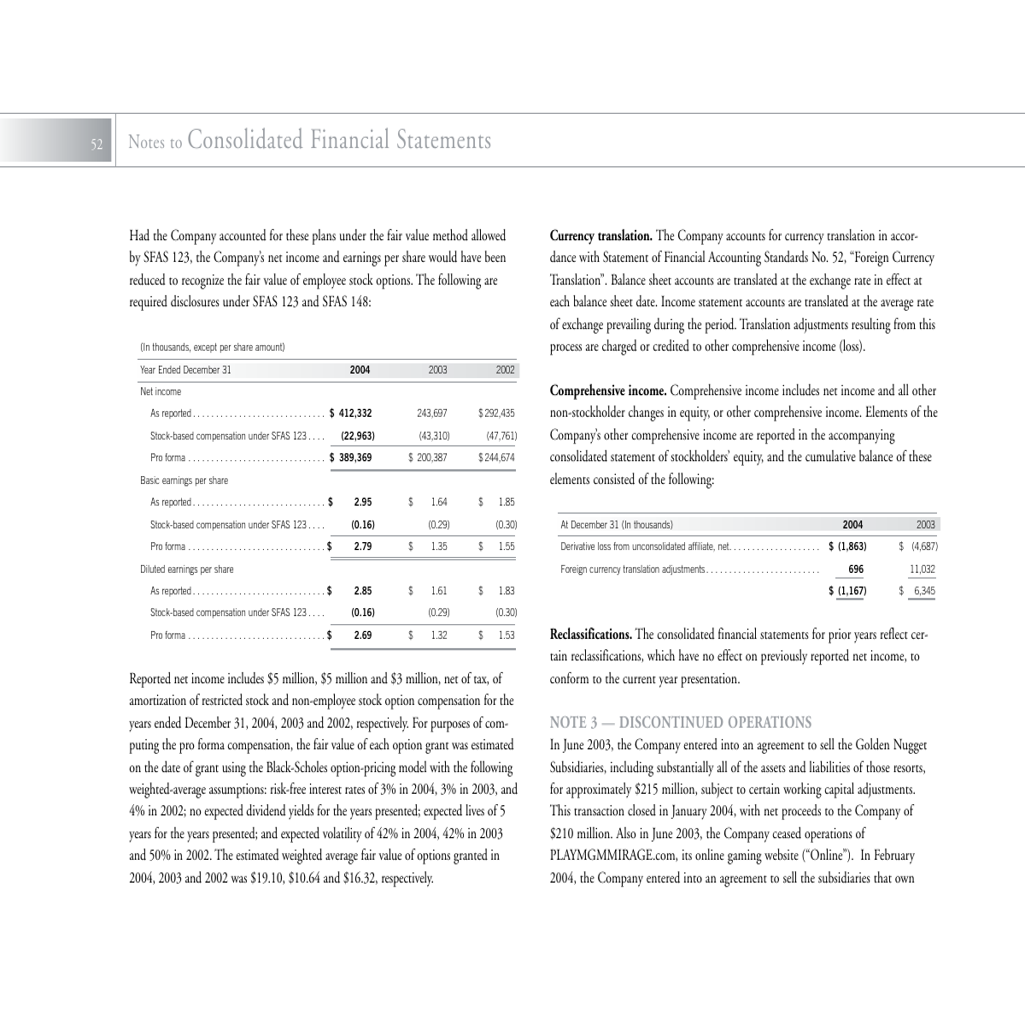 52
Notes to Consolidated Financial Statements
Had the Company accounted for these plans under the fair value method allowed
by SFAS 123, the Company's net income and earnings per share would have been
reduced to recognize the fair value of employee stock options. The following are
required disclosures under SFAS 123 and SFAS 148:
(In thousands, except per share amount)
Year Ended December 31 2004 2003 2002
Net income
As reported............................ $ 412,332 243,697 $292,435
Stock-based compensation under SFAS 123.... (22,963) (43,310) (47,761)
Pro forma ............................. $ 389,369 $ 200,387 $244,674
Basic earnings per share
As reported............................ $ 2.95 $ 1.64 $ 1.85
Stock-based compensation under SFAS 123.... (0.16) (0.29) (0.30)
Pro forma ............................. $ 2.79 $ 1.35 $ 1.55
Diluted earnings per share
As reported............................ $ 2.85 $ 1.61 $ 1.83
Stock-based compensation under SFAS 123.... (0.16) (0.29) (0.30)
Pro forma ............................. $ 2.69 $ 1.32 $ 1.53
Reported net income includes $5 million, $5 million and $3 million, net of tax, of
amortization of restricted stock and non-employee stock option compensation for the
years ended December 31, 2004, 2003 and 2002, respectively. For purposes of com-
puting the pro forma compensation, the fair value of each option grant was estimated
on the date of grant using the Black-Scholes option-pricing model with the following
weighted-average assumptions: risk-free interest rates of 3% in 2004, 3% in 2003, and
4% in 2002; no expected dividend yields for the years presented; expected lives of 5
years for the years presented; and expected volatility of 42% in 2004, 42% in 2003
and 50% in 2002. The estimated weighted average fair value of options granted in
2004, 2003 and 2002 was $19.10, $10.64 and $16.32, respectively.
Currency translation. The Company accounts for currency translation in accor-
dance with Statement of Financial Accounting Standards No. 52, "Foreign Currency
Translation". Balance sheet accounts are translated at the exchange rate in effect at
each balance sheet date. Income statement accounts are translated at the average rate
of exchange prevailing during the period. Translation adjustments resulting from this
process are charged or credited to other comprehensive income (loss).
Comprehensive income. Comprehensive income includes net income and all other
non-stockholder changes in equity, or other comprehensive income. Elements of the
Company's other comprehensive income are reported in the accompanying
consolidated statement of stockholders' equity, and the cumulative balance of these
elements consisted of the following:
At December 31 (In thousands) 2004 2003
Derivative loss from unconsolidated affiliate, net.................... $ (1,863) $ (4,687)
Foreign currency translation adjustments......................... 696 11,032
$ (1,167) $ 6,345
Reclassifications. The consolidated financial statements for prior years reflect cer-
tain reclassifications, which have no effect on previously reported net income, to
conform to the current year presentation.
NOTE 3 — DISCONTINUED OPERATIONS
In June 2003, the Company entered into an agreement to sell the Golden Nugget
Subsidiaries, including substantially all of the assets and liabilities of those resorts,
for approximately $215 million, subject to certain working capital adjustments.
This transaction closed in January 2004, with net proceeds to the Company of
$210 million. Also in June 2003, the Company ceased operations of
PLAYMGMMIRAGE.com, its online gaming website ("Online"). In February
2004, the Company entered into an agreement to sell the subsidiaries that own